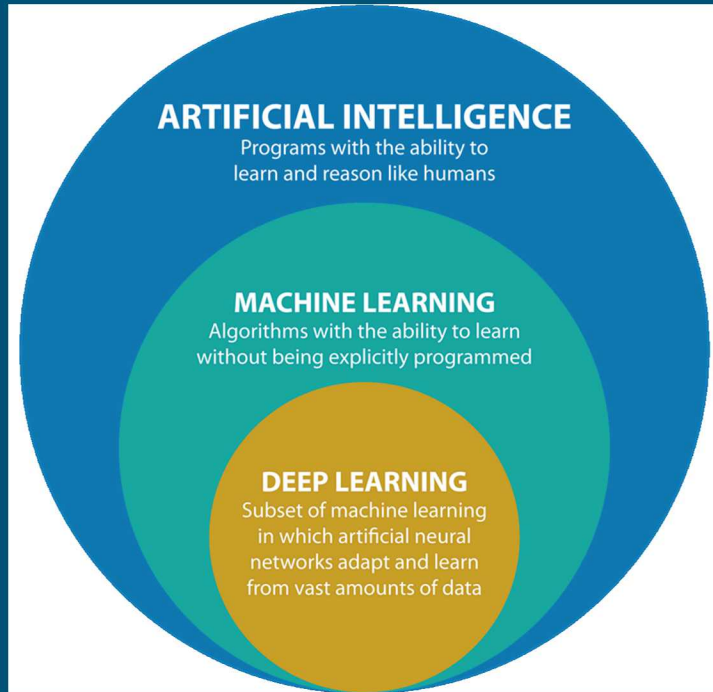 ARTIFICIAL INTELLIGENCE
Programs with the ability to
learn and reason like humans
MACHINE LEARNING
Algorithms with the ability to learn
without being explicitly programmed
DEEP LEARNING
Subset of machine learning
in which artificial neural
networks adapt and learn
from vast amounts of data